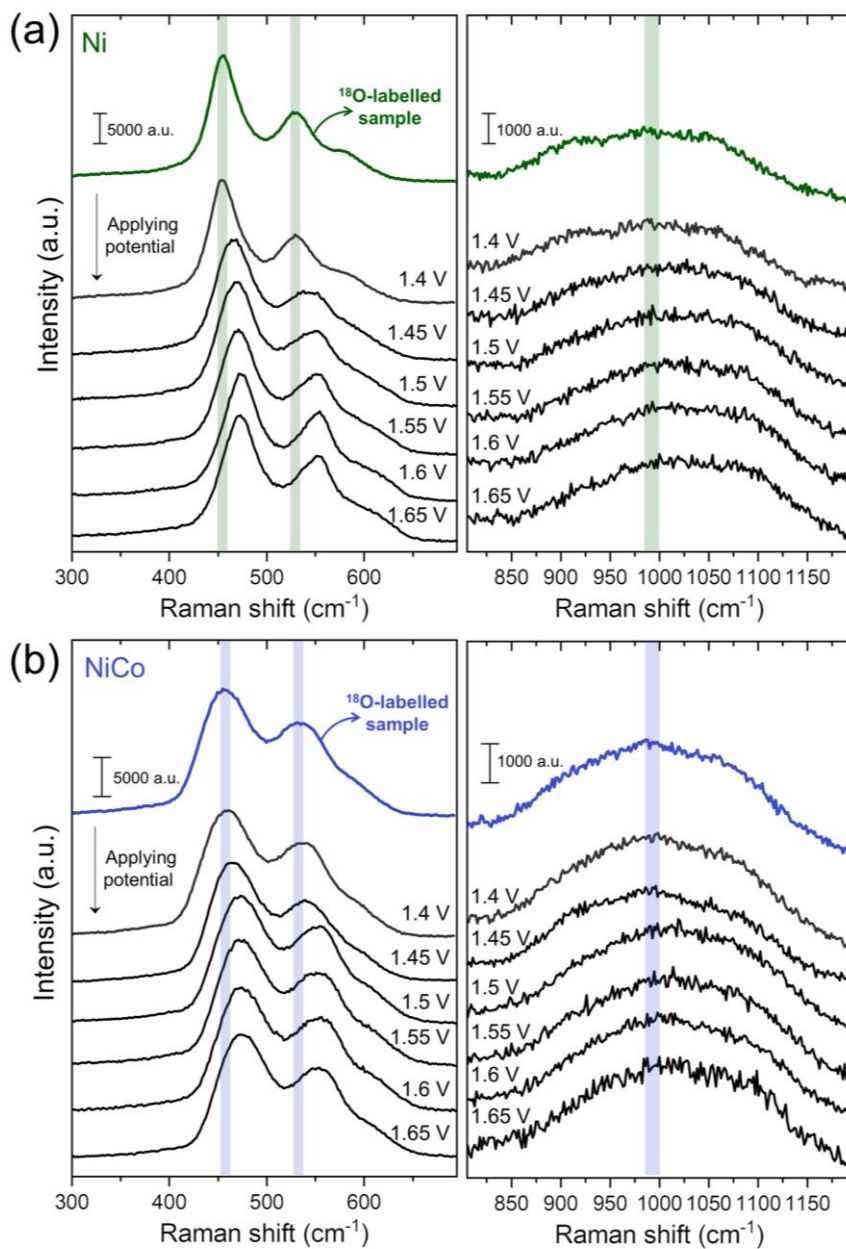 (a)
Ni
¹⁸O-labelled
sample
5000 a.u.
1000 a.u.
Applying
potential
1.4 V
1.45 V
1.5 V
1.55 V
1.6 V
1.65 V
1.4 V
1.45 V
1.5 V
1.55 V
1.6 V
1.65 V
Intensity (a.u.)
300 400 500 600
850 900 950 1000 1050 1100 1150
Raman shift (cm⁻¹)
Raman shift (cm⁻¹)
(b)
NiCo
¹⁸O-labelled
sample
5000 a.u.
1000 a.u.
Applying
potential
1.4 V
1.45 V
1.5 V
1.55 V
1.6 V
1.65 V
1.4 V
1.45 V
1.5 V
1.55 V
1.6 V
1.65 V
Intensity (a.u.)
300 400 500 600
850 900 950 1000 1050 1100 1150
Raman shift (cm⁻¹)
Raman shift (cm⁻¹)